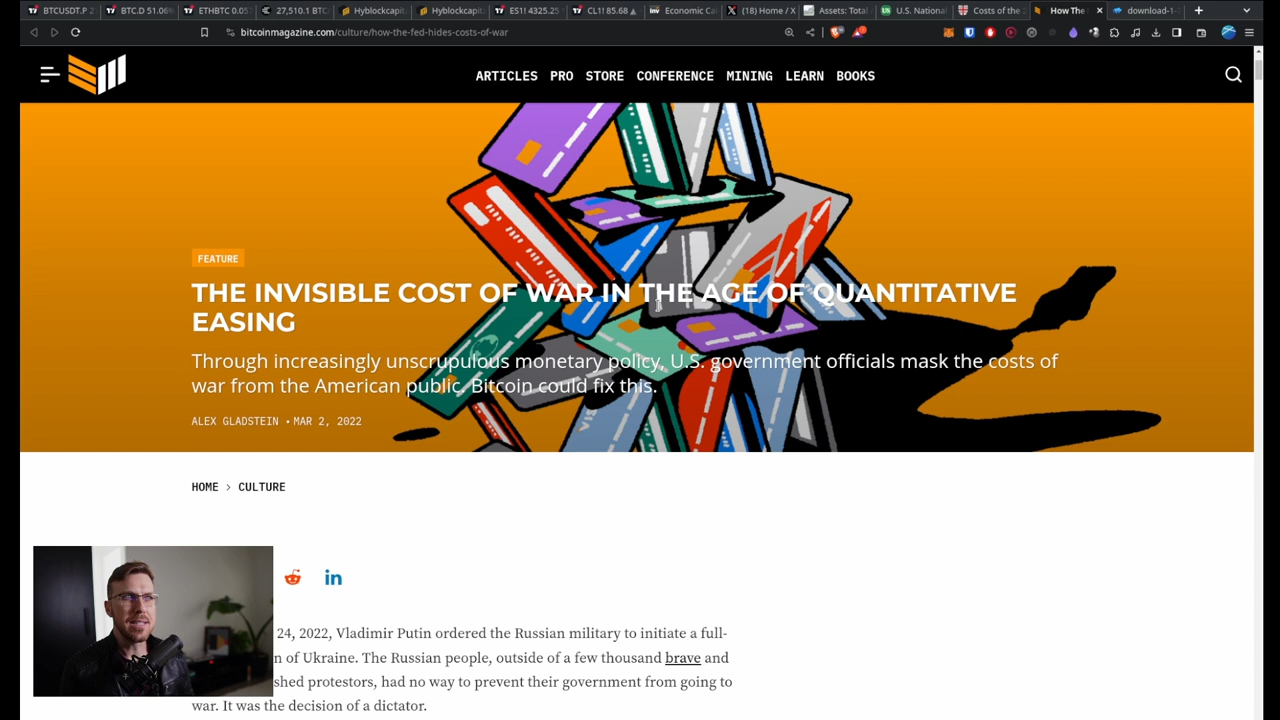 BTCUSDT.P 2
BTC.D 51.06%
ETHBTC 0.05
27,510.1 BTC
Hyblockcapit
Hyblockcapit
ES1! 4325.25
CL1! 85.68 ▲
Economic Ca
(18) Home / X
Assets: Total
U.S. National
Costs of the 2
How The
download-1-
bitcoinmagazine.com/culture/how-the-fed-hides-costs-of-war
ARTICLES PRO STORE CONFERENCE MINING LEARN BOOKS
FEATURE
THE INVISIBLE COST OF WAR IN THE AGE OF QUANTITATIVE
EASING
Through increasingly unscrupulous monetary policy, U.S. government officials mask the costs of
war from the American public. Bitcoin could fix this.
ALEX GLADSTEIN • MAR 2, 2022
HOME > CULTURE
in
24, 2022, Vladimir Putin ordered the Russian military to initiate a full-
n of Ukraine. The Russian people, outside of a few thousand brave and
shed protestors, had no way to prevent their government from going to
war. It was the decision of a dictator.